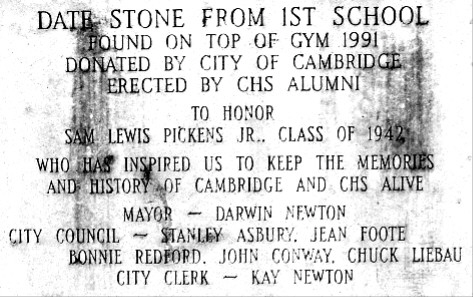 DATE STONE FROM 1ST SCHOOL
FOUND ON TOP OF GYM 1991
DONATED BY CITY OF CAMBRIDGE
ERECTED BY CHS ALUMNI
TO HONOR
SAM LEWIS PICKENS JR., CLASS OF 1942
WHO HAS INSPIRED US TO KEEP THE MEMORIES
AND HISTORY OF CAMBRIDGE AND CHS ALIVE
MAYOR — DARWIN NEWTON
CITY COUNCIL — STANLEY ASBURY, JEAN FOOTE
BONNIE REDFORD, JOHN CONWAY, CHUCK LIEBAU
CITY CLERK — KAY NEWTON